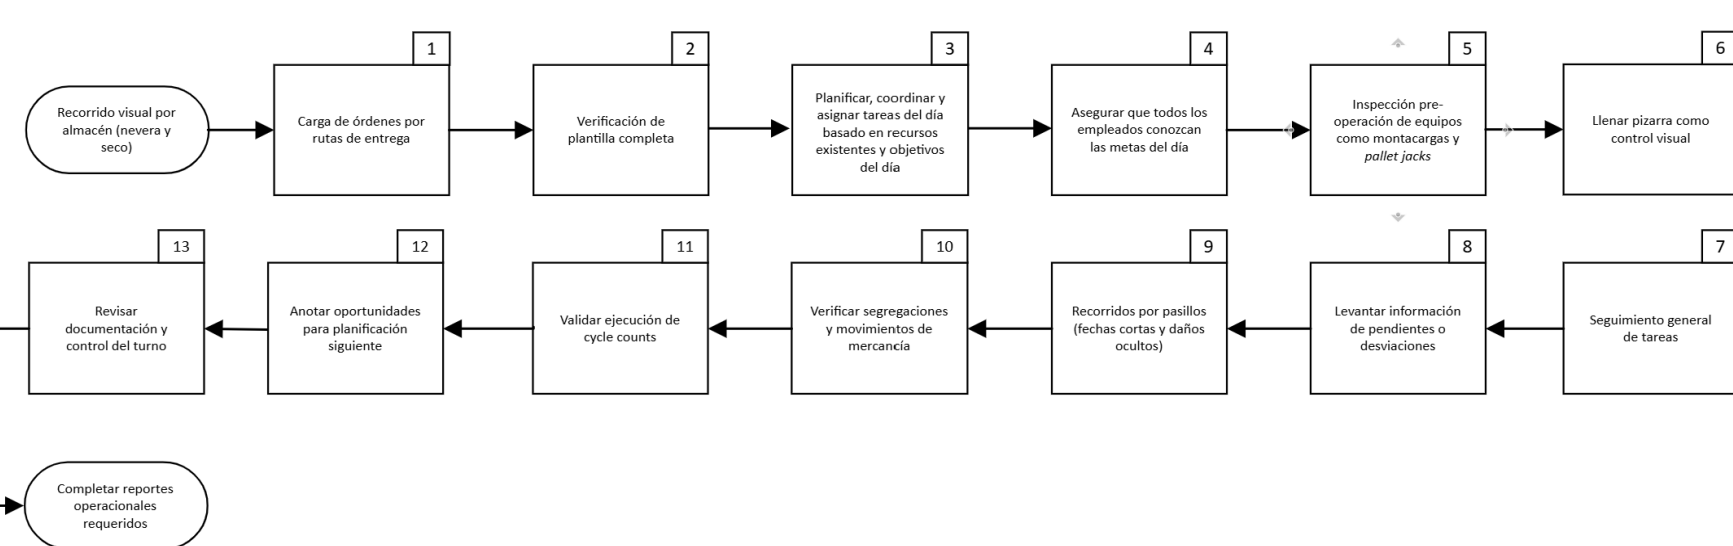 1
2
3
4
5
6
Recorrido visual por
almacén (nevera y
seco)
Carga de órdenes por
rutas de entrega
Verificación de
plantilla completa
Planificar, coordinar y
asignar tareas del día
basado en recursos
existentes y objetivos
del día
Asegurar que todos los
empleados conozcan
las metas del día
Inspección pre-
operación de equipos
como montacargas y
pallet jacks
Llenar pizarra como
control visual
13
12
11
10
9
8
7
Revisar
documentación y
control del turno
Anotar oportunidades
para planificación
siguiente
Validar ejecución de
cycle counts
Verificar segregaciones
y movimientos de
mercancía
Recorridos por pasillo
(fechas cortas y daños
ocultos)
Levantar información
de pendientes o
desviaciones
Seguimiento general
de tareas
Completar reportes
operacionales
requeridos